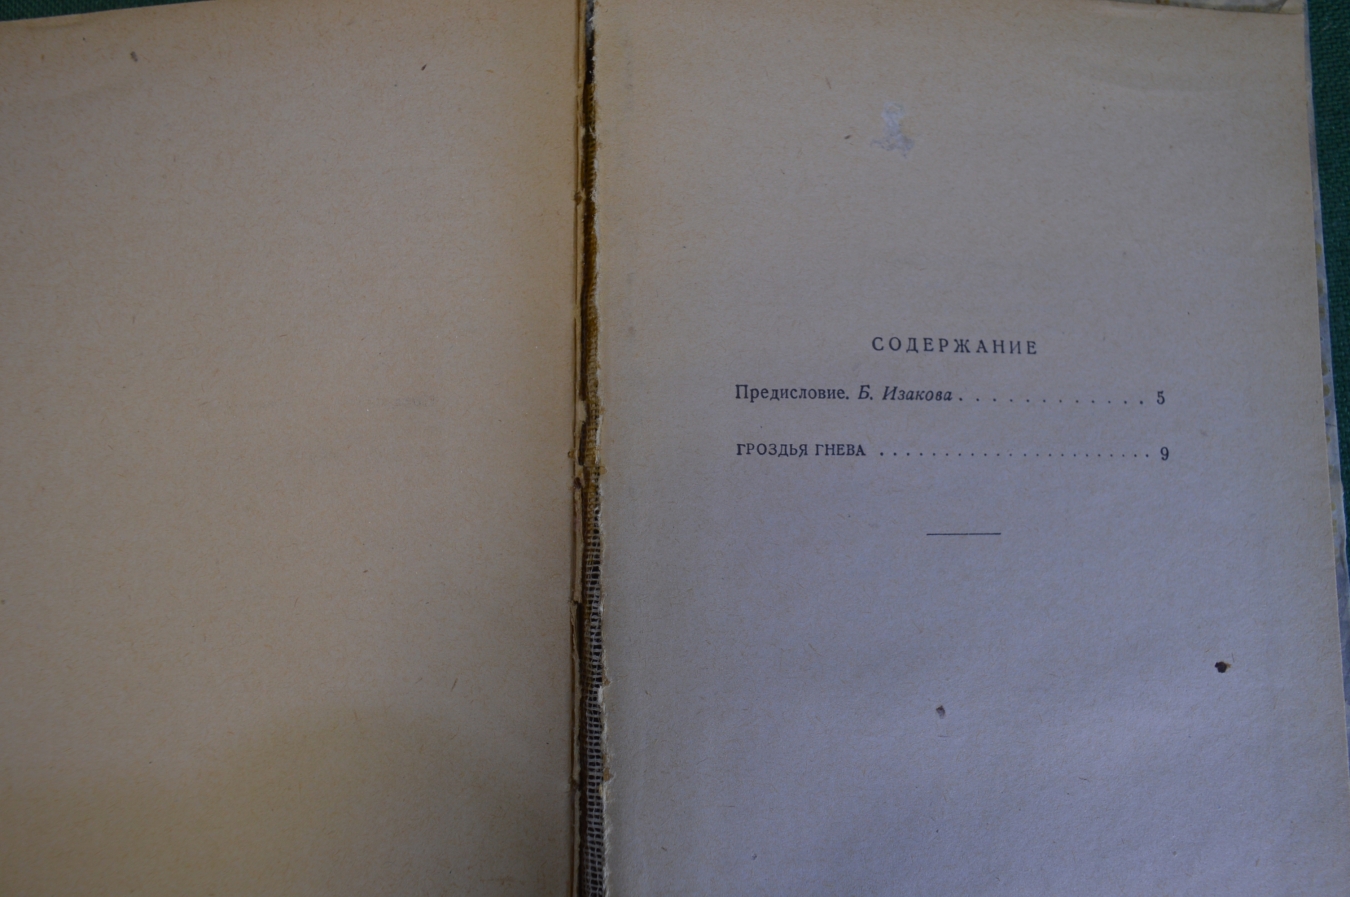 СОДЕРЖАНИЕ
Предисловие. Б. Изакова . . . . . . . . . . . . 5
ГРОЗДЬЯ ГНЕВА . . . . . . . . . . . . . . . . . . . . . 9